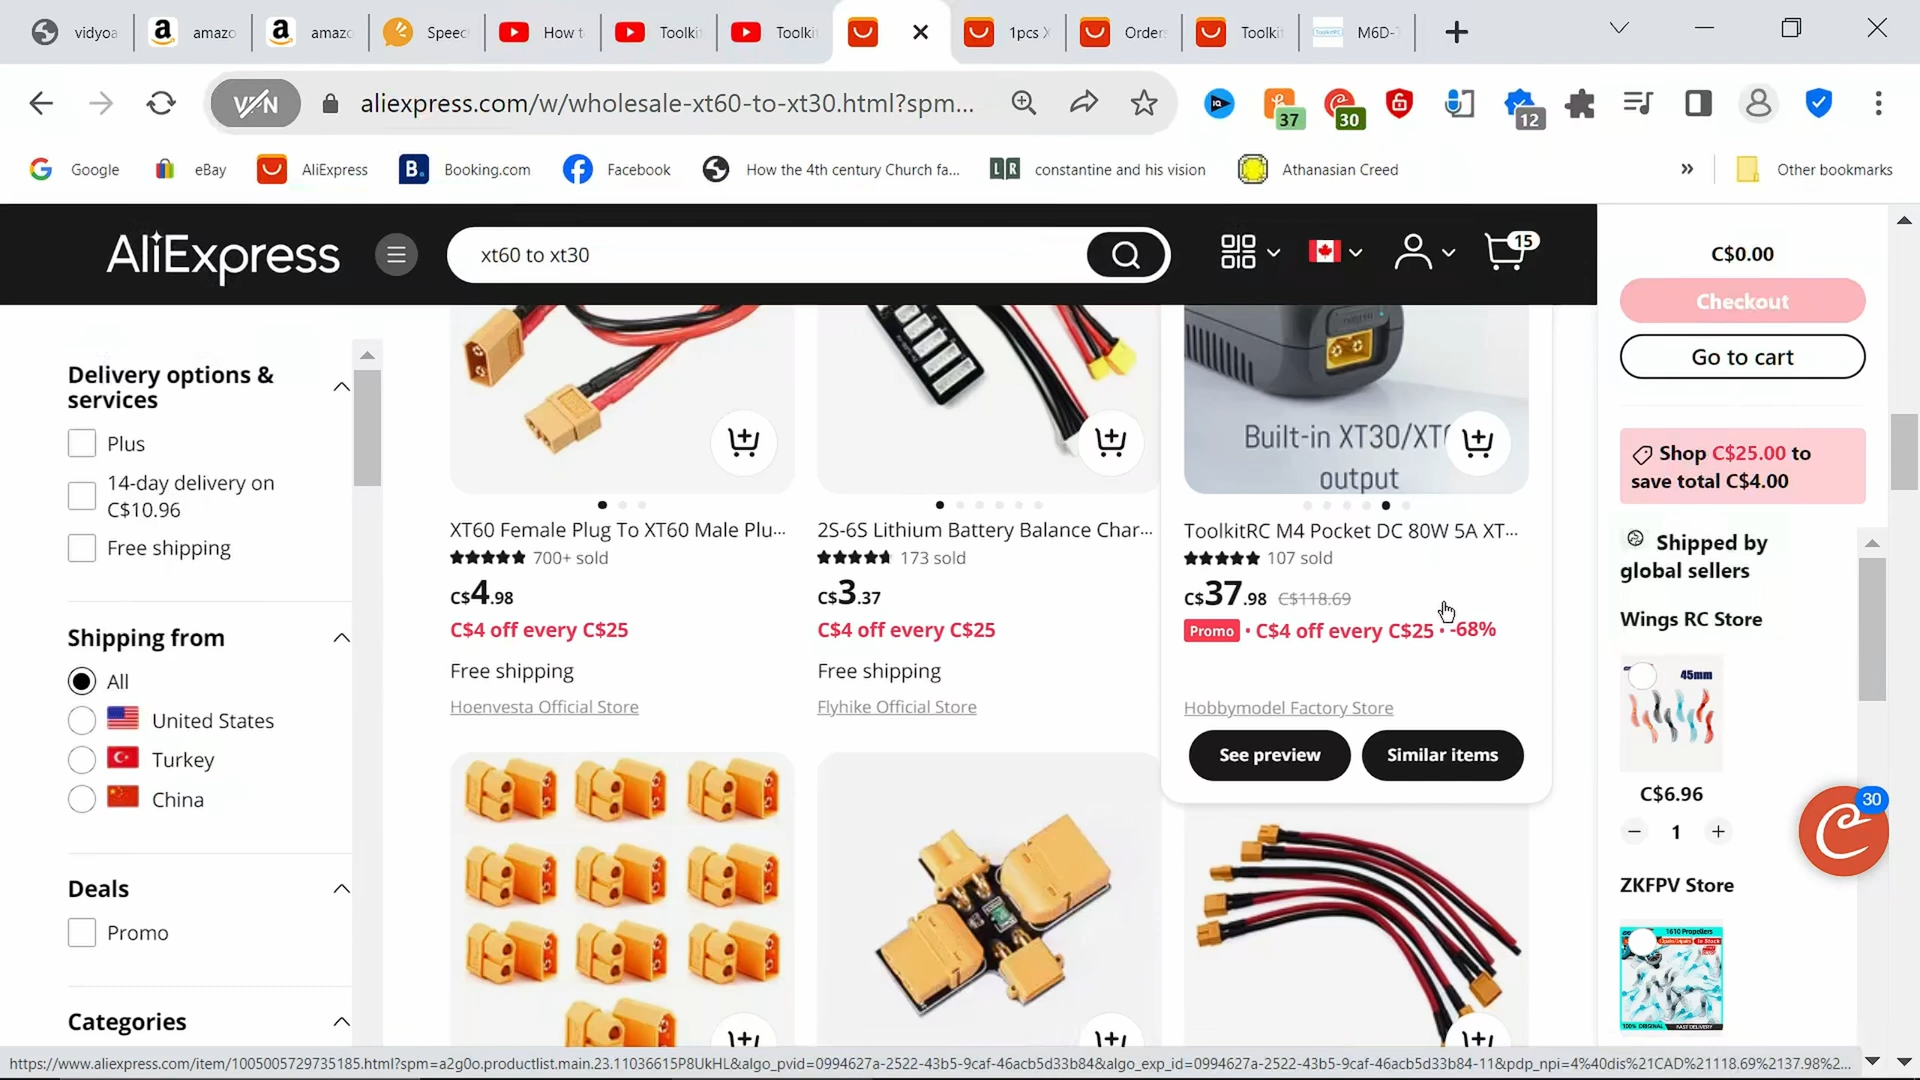 vidyoa
amazo
amazo
Speec
How t
Toolki
Toolki
1pcs X
Order
Toolki
M6D-
VPN
aliexpress.com/w/wholesale-xt60-to-xt30.html?spm...
37
30
12
Google
eBay
AliExpress
Booking.com
Facebook
How the 4th century Church fa...
constantine and his vision
Athanasian Creed
»
Other bookmarks
AliExpress
xt60 to xt30
15
C$0.00
Checkout
Go to cart
Shop C$25.00 to
save total C$4.00
Shipped by
global sellers
Wings RC Store
45mm
C$6.96
1
30
ZKFPV Store
1610 Propellers
100% ORIGINAL FAST DELIVERY
Delivery options &
services
Plus
14-day delivery on
C$10.96
Free shipping
Shipping from
All
United States
Turkey
China
Deals
Promo
Categories
XT60 Female Plug To XT60 Male Plu...
700+ sold
C$4.98
C$4 off every C$25
Free shipping
Hoenvesta Official Store
2S-6S Lithium Battery Balance Char...
173 sold
C$3.37
C$4 off every C$25
Free shipping
Flyhike Official Store
Built-in XT30/XT6
output
ToolkitRC M4 Pocket DC 80W 5A XT...
107 sold
C$37.98 C$118.69
Promo · C$4 off every C$25 · -68%
Hobbymodel Factory Store
See preview
Similar items
https://www.aliexpress.com/item/1005005729735185.html?spm=a2g0o.productlist.main.23.11036615P8UkHL&algo_pvid=0994627a-2522-43b5-9caf-46acb5d33b84&algo_exp_id=0994627a-2522-43b5-9caf-46acb5d33b84-11&pdp_npi=4%40dis%21CAD%21118.69%2137.98%2...